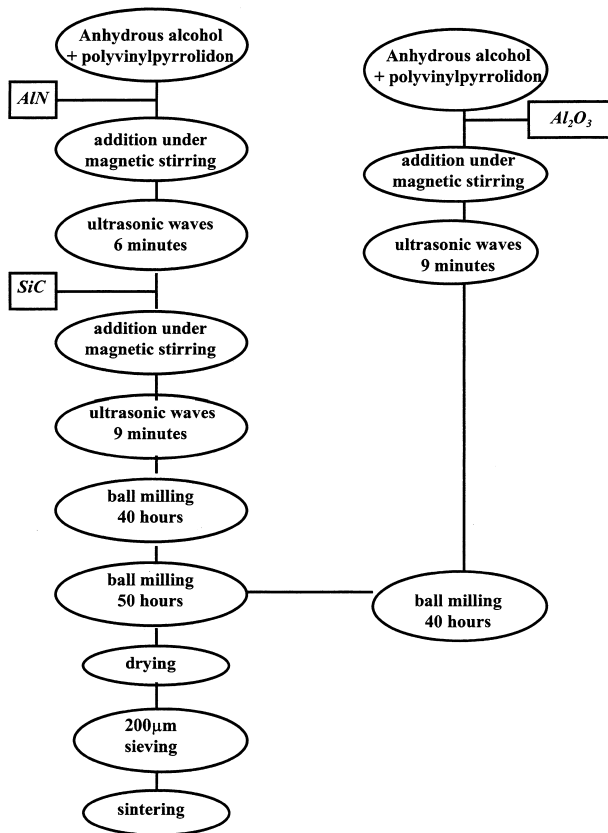 Anhydrous alcohol
+ polyvinylpyrrolidon
AlN
addition under
magnetic stirring
ultrasonic waves
6 minutes
SiC
addition under
magnetic stirring
ultrasonic waves
9 minutes
ball milling
40 hours
ball milling
50 hours
drying
200μm
sieving
sintering
Anhydrous alcohol
+ polyvinylpyrrolidon
Al₂O₃
addition under
magnetic stirring
ultrasonic waves
9 minutes
ball milling
40 hours